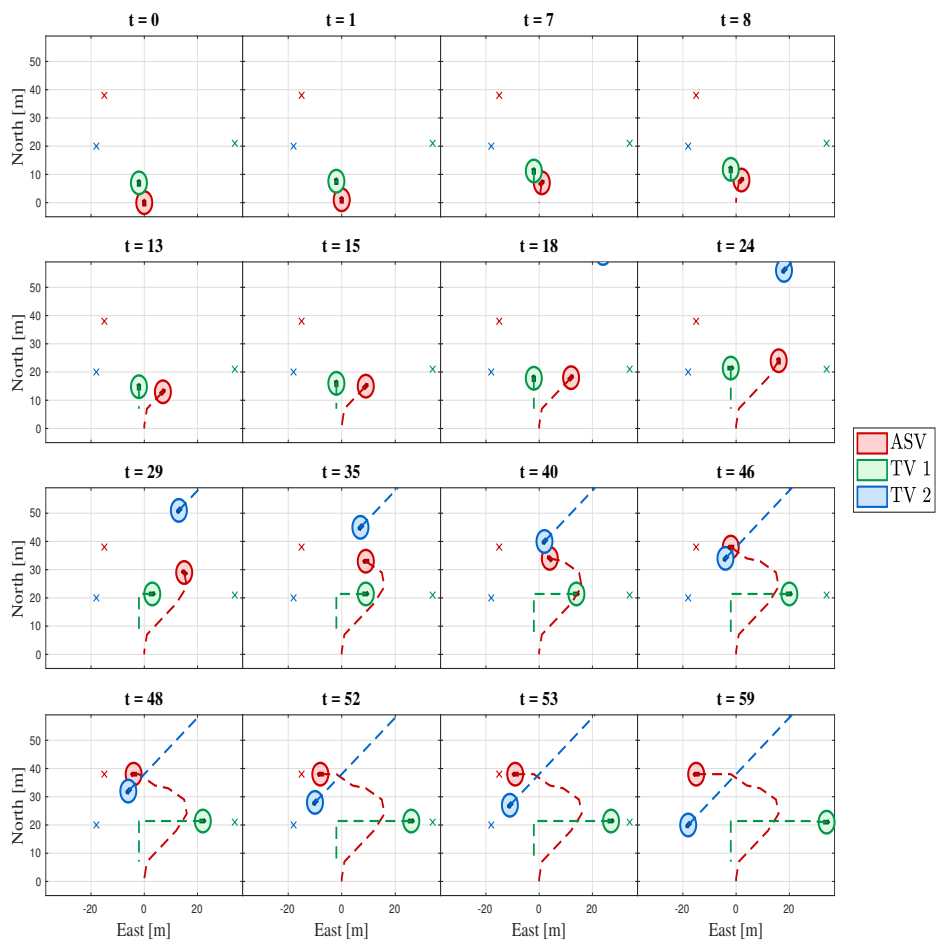 t = 0 t = 1 t = 7 t = 8
North [m]
50
40
30
20
10
0
t = 13 t = 15 t = 18 t = 24
North [m]
50
40
30
20
10
0
ASV
TV 1
TV 2
t = 29 t = 35 t = 40 t = 46
North [m]
50
40
30
20
10
0
t = 48 t = 52 t = 53 t = 59
North [m]
50
40
30
20
10
0
-20 0 20 -20 0 20 -20 0 20 -20 0 20
East [m] East [m] East [m] East [m]